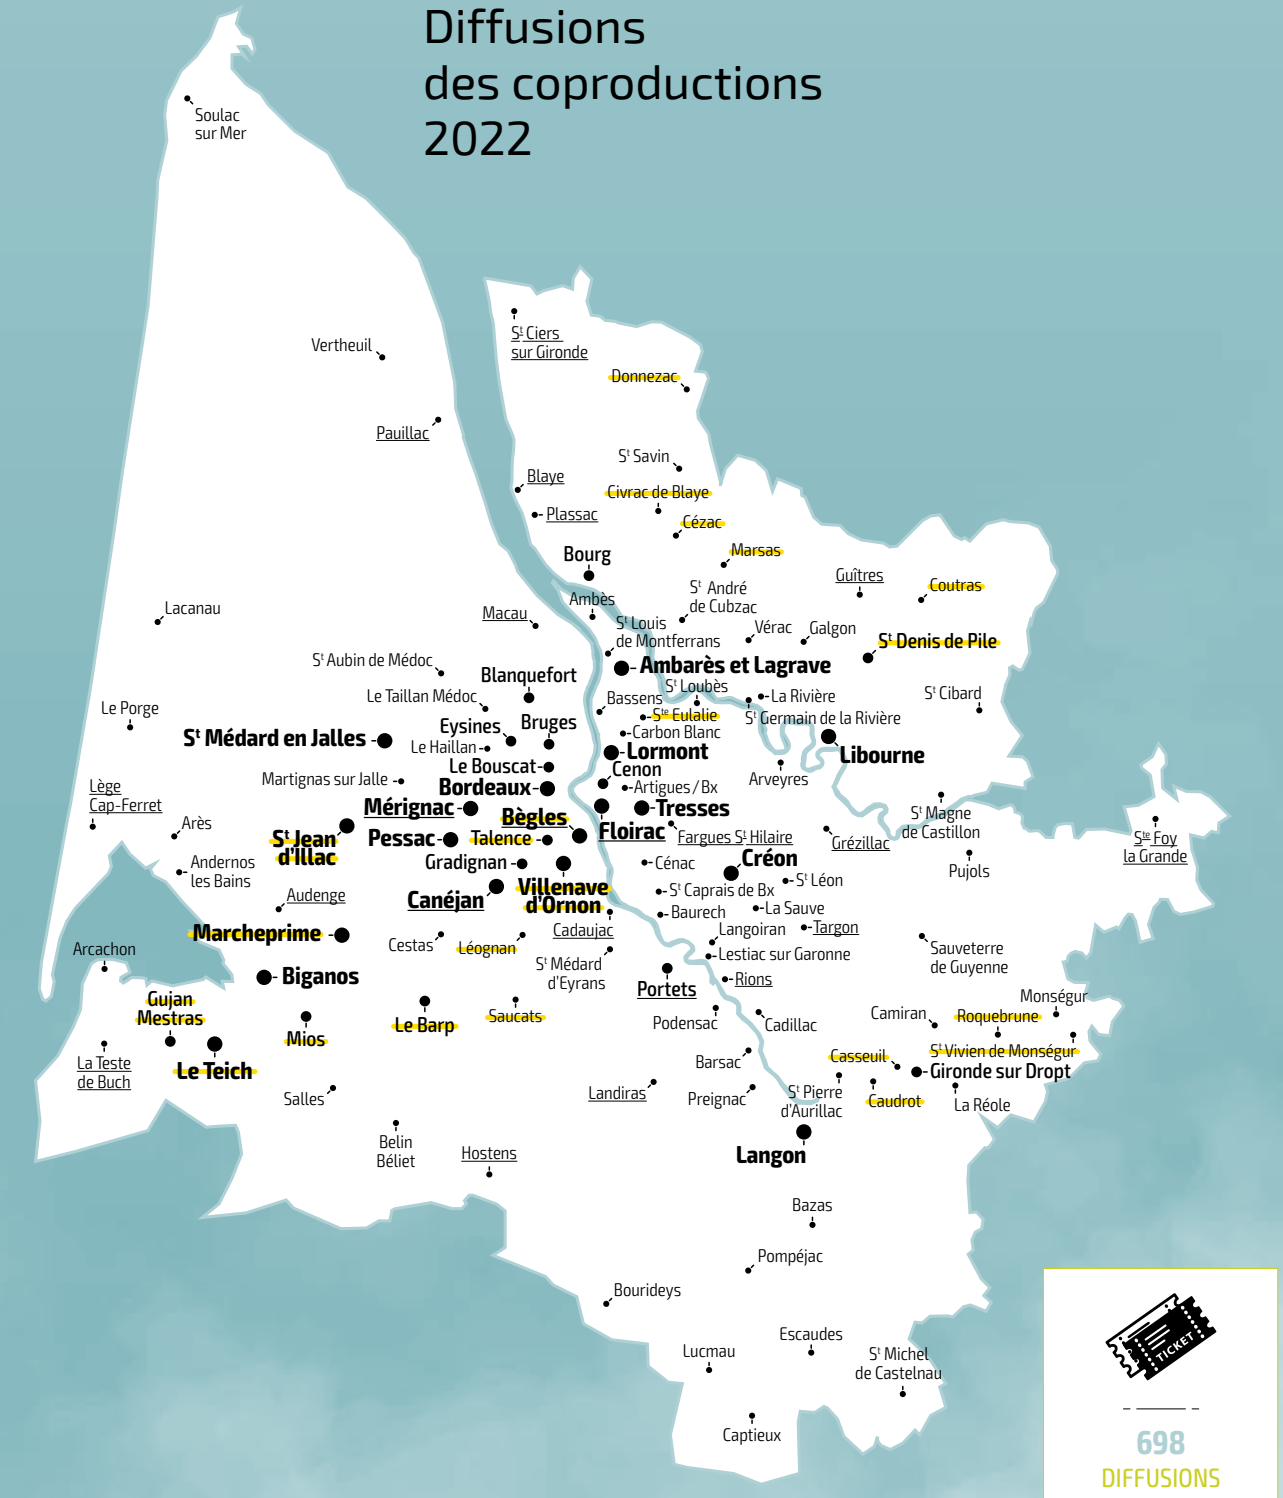 Diffusions
des coproductions
2022
Soulac
sur Mer
Vertheuil
Pauillac
Sᵗ Ciers
sur Gironde
Donnezac
Sᵗ Savin
Blaye
Civrac de Blaye
Plassac
Cézac
Marsas
Bourg
Guîtres
Coutras
Sᵗ André
de Cubzac
Ambès
Lacanau
Macau
Sᵗ Louis
de Montferrans
Vérac
Galgon
Sᵗ Denis de Pile
Sᵗ Aubin de Médoc
Blanquefort
Ambarès et Lagrave
Le Taillan Médoc
Sᵗ Loubès
Bassens
La Rivière
Sᵗ Cibard
Le Porge
Sᵗᵉ Eulalie
Sᵗ Germain de la Rivière
Eysines
Bruges
Carbon Blanc
Sᵗ Médard en Jalles
Le Haillan
Lormont
Libourne
Le Bouscat
Cenon
Martignas sur Jalle
Bordeaux
Artigues/Bx
Arveyres
Lège
Cap-Ferret
Mérignac
Bègles
Tresses
Sᵗ Magne
de Castillon
Arès
Sᵗ Jean
d'Illac
Pessac
Talence
Floirac
Fargues Sᵗ Hilaire
Grézillac
Sᵗᵉ Foy
la Grande
Andernos
les Bains
Gradignan
Cénac
Créon
Pujols
Audenge
Canéjan
Villenave
d'Ornon
Sᵗ Caprais de Bx
Sᵗ Léon
Baurech
La Sauve
Marcheprime
Cadaujac
Langoiran
Targon
Arcachon
Cestas
Léognan
Lestiac sur Garonne
Sauveterre
de Guyenne
Biganos
Sᵗ Médard
d'Eyrans
Portets
Rions
Gujan
Mestras
Monségur
Mios
Le Barp
Saucats
Podensac
Cadillac
Camiran
Roquebrune
La Teste
de Buch
Le Teich
Barsac
Casseuil
Sᵗ Vivien de Monségur
Gironde sur Dropt
Salles
Landiras
Preignac
Sᵗ Pierre
d'Aurillac
Caudrot
La Réole
Belin
Béliet
Hostens
Langon
Bazas
Pompéjac
Bourideys
Escaudes
Lucmau
Sᵗ Michel
de Castelnau
Captieux
TICKET
698
DIFFUSIONS